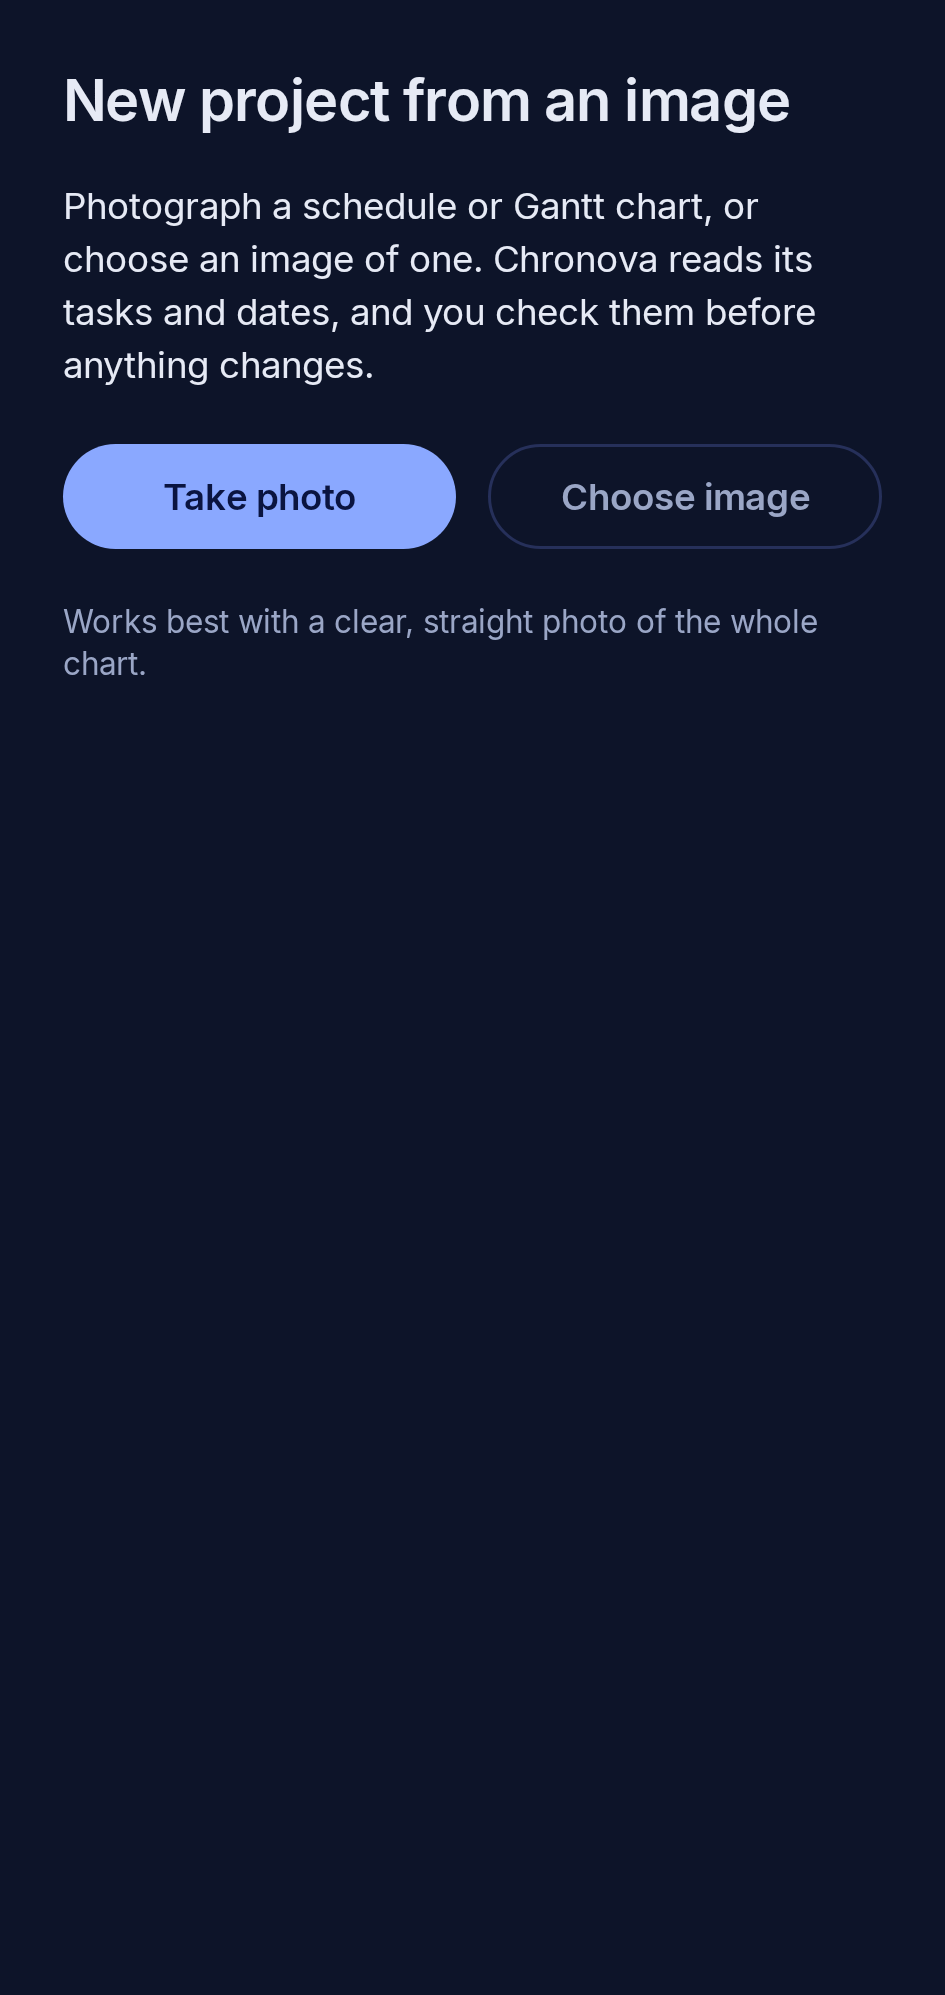 New project from an image
Photograph a schedule or Gantt chart, or
choose an image of one. Chronova reads its
tasks and dates, and you check them before
anything changes.
Take photo
Choose image
Works best with a clear, straight photo of the whole
chart.